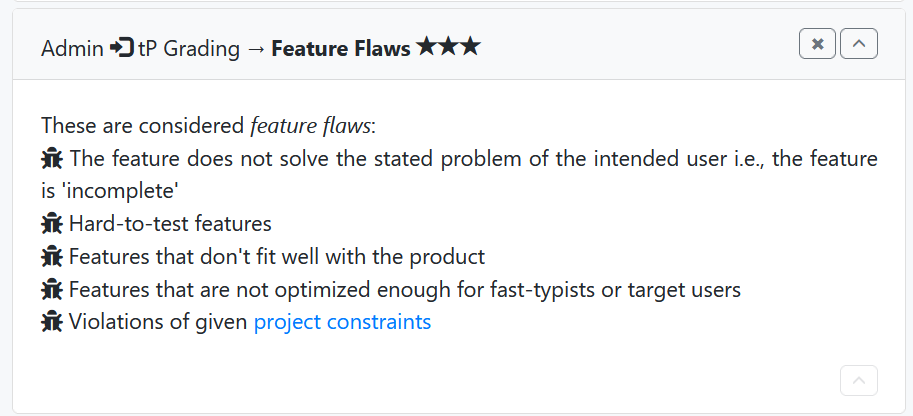 Admin tP Grading → Feature Flaws ★★★
These are considered feature flaws:
The feature does not solve the stated problem of the intended user i.e., the feature
is 'incomplete'
Hard-to-test features
Features that don't fit well with the product
Features that are not optimized enough for fast-typists or target users
Violations of given project constraints